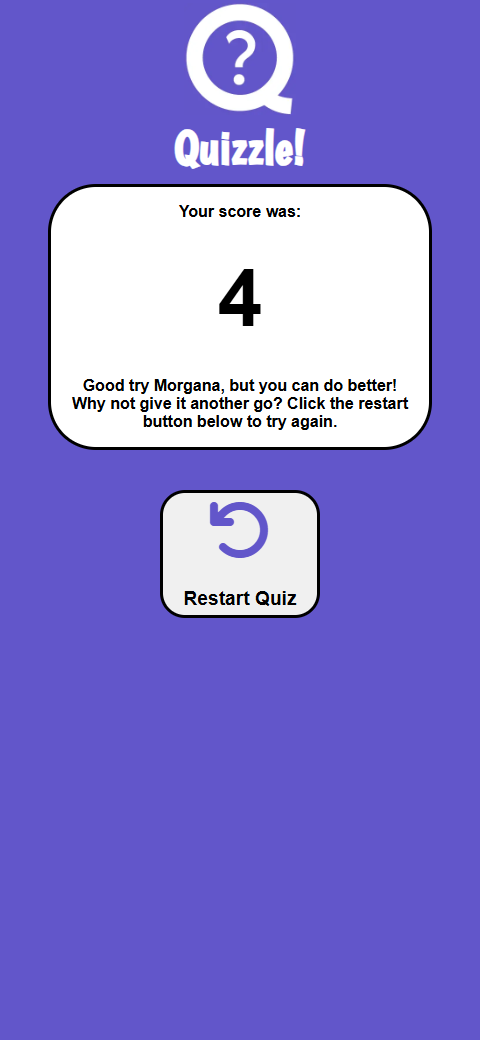 ?
Quizzle!
Your score was:
4
Good try Morgana, but you can do better!
Why not give it another go? Click the restart
button below to try again.
Restart Quiz